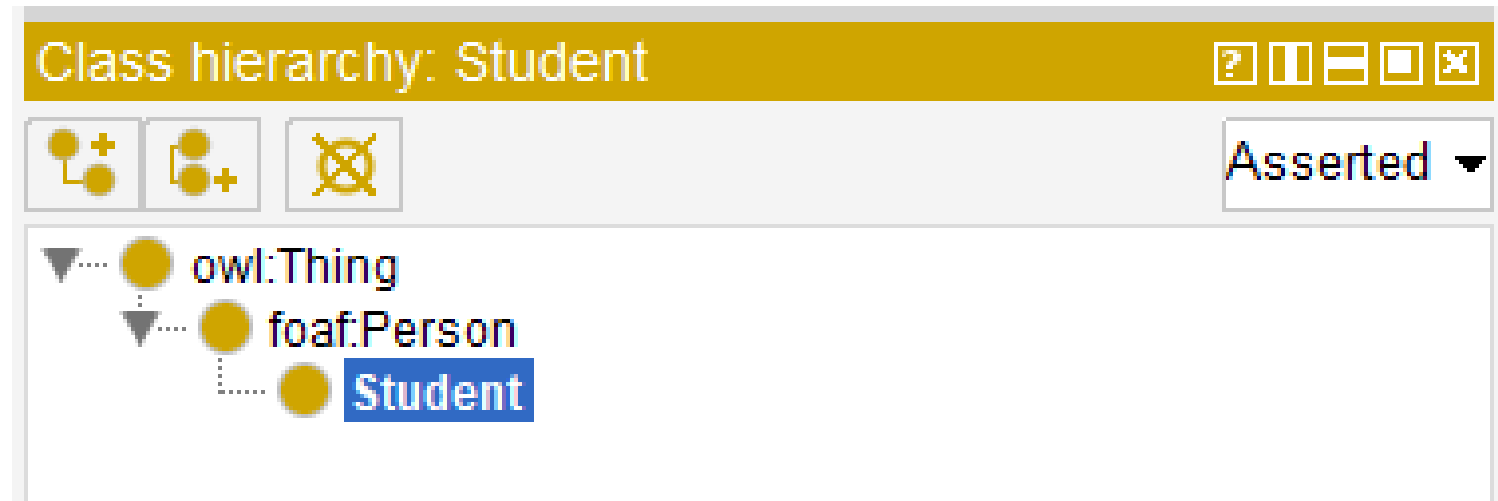 Class hierarchy: Student
Asserted
owl:Thing
foaf:Person
Student